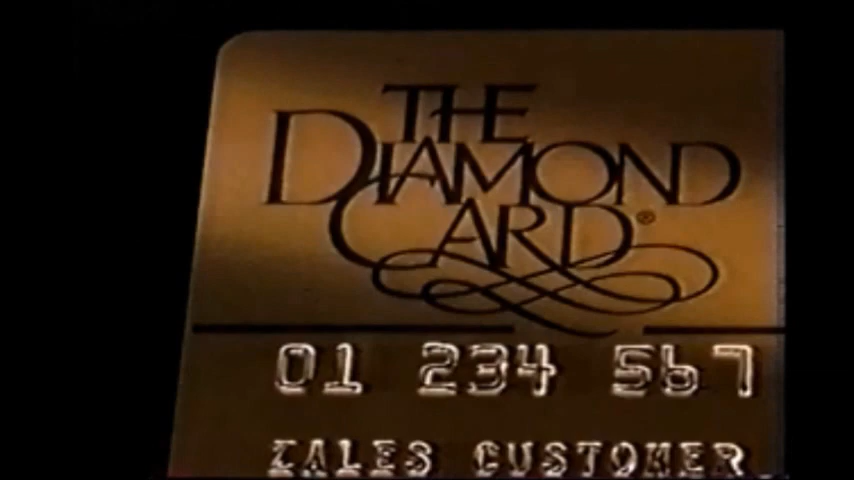 THE
DIAMOND
CARD®
01 234 567
ZALES CUSTOMER